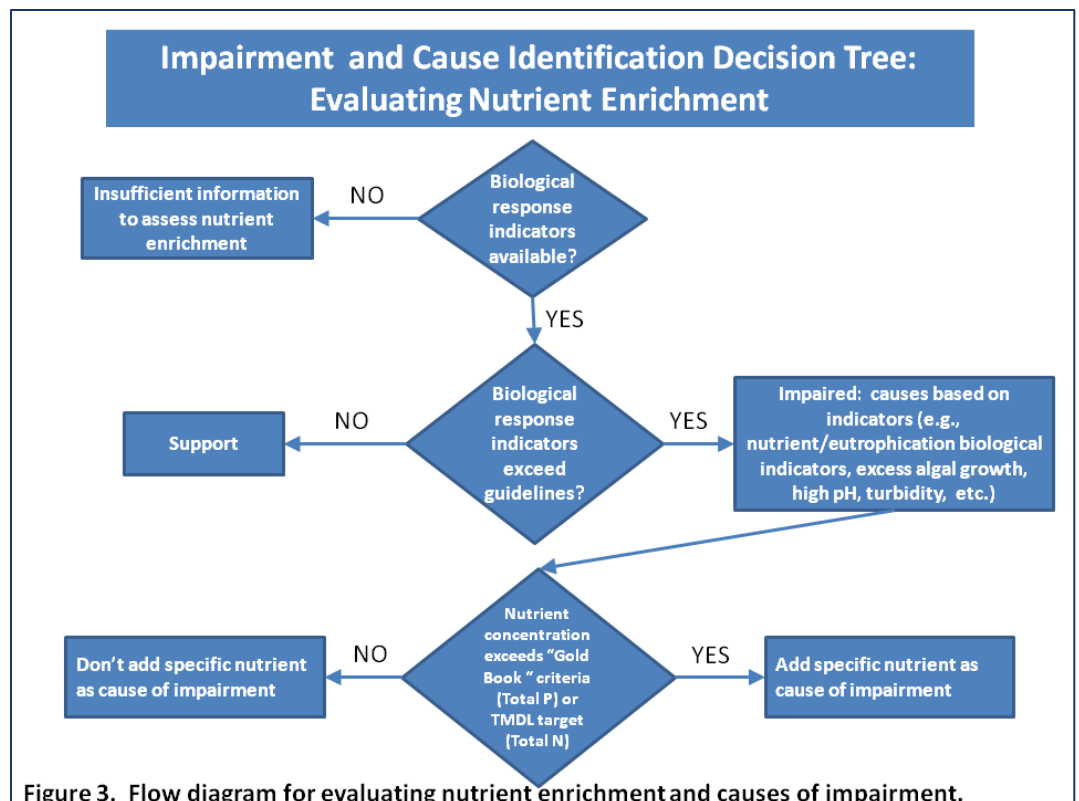 Impairment and Cause Identification Decision Tree:
Evaluating Nutrient Enrichment
Biological
response
indicators
available?
NO
Insufficient information
to assess nutrient
enrichment
YES
Biological
response
indicators
exceed
guidelines?
NO
Support
YES
Impaired: causes based on
indicators (e.g.,
nutrient/eutrophication biological
indicators, excess algal growth,
high pH, turbidity, etc.)
Nutrient
concentration
exceeds “Gold
Book ” criteria
(Total P) or
TMDL target
(Total N)
NO
Don’t add specific nutrient
as cause of impairment
YES
Add specific nutrient as
cause of impairment
Figure 3. Flow diagram for evaluating nutrient enrichment and causes of impairment.